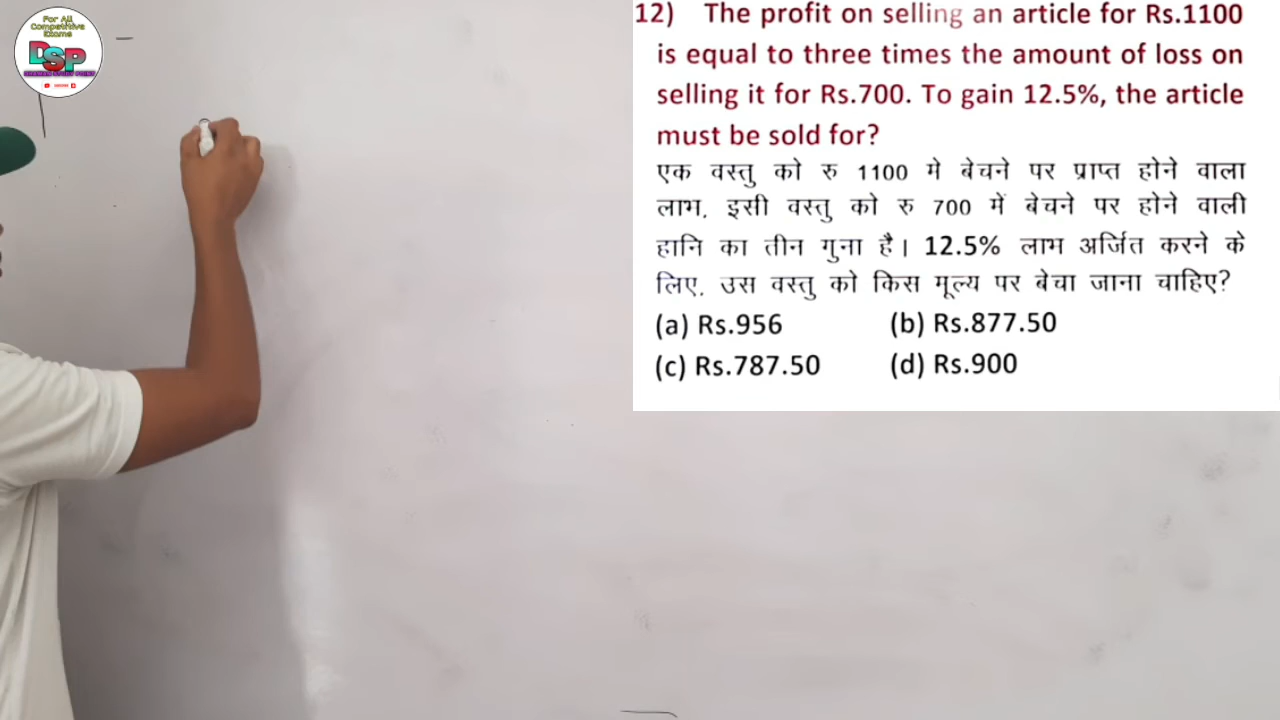 For All
Competitive
Exams
DSP
12) The profit on selling an article for Rs.1100
is equal to three times the amount of loss on
selling it for Rs.700. To gain 12.5%, the article
must be sold for?
एक वस्तु को रु 1100 मे बेचने पर प्राप्त होने वाला
लाभ, इसी वस्तु को रु 700 में बेचने पर होने वाली
हानि का तीन गुना है। 12.5% लाभ अर्जित करने के
लिए, उस वस्तु को किस मूल्य पर बेचा जाना चाहिए?
(a) Rs.956 (b) Rs.877.50
(c) Rs.787.50 (d) Rs.900